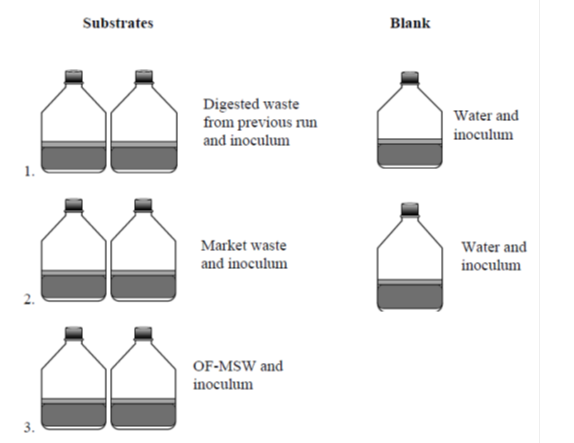 Substrates
Blank
Digested waste
from previous run
and inoculum
Water and
inoculum
1.
Market waste
and inoculum
Water and
inoculum
2.
OF-MSW and
inoculum
3.